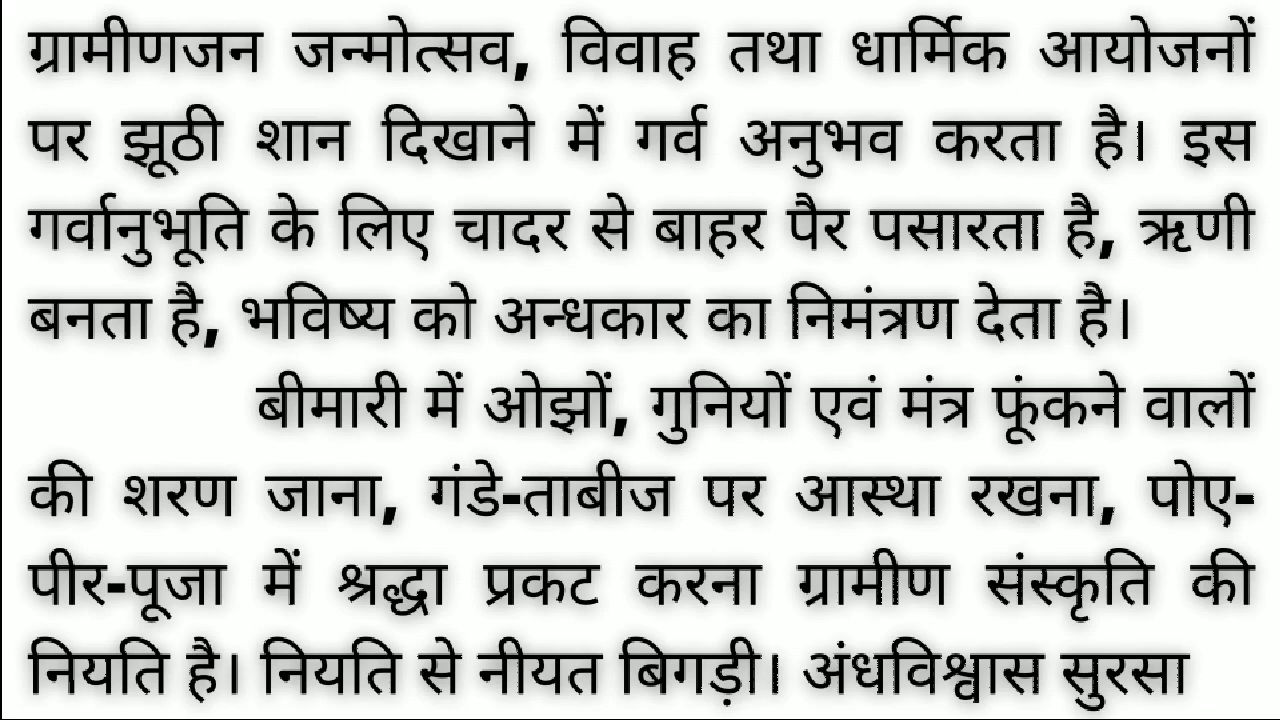 ग्रामीणजन जन्मोत्सव, विवाह तथा धार्मिक आयोजनों
पर झूठी शान दिखाने में गर्व अनुभव करता है। इस
गर्वानुभूति के लिए चादर से बाहर पैर पसारता है, ऋणी
बनता है, भविष्य को अन्धकार का निमंत्रण देता है।
बीमारी में ओझों, गुनियों एवं मंत्र फूंकने वालों
की शरण जाना, गंडे-ताबीज पर आस्था रखना, पोए-
पीर-पूजा में श्रद्धा प्रकट करना ग्रामीण संस्कृति की
नियति है। नियति से नीयत बिगड़ी। अंधविश्वास सुरसा